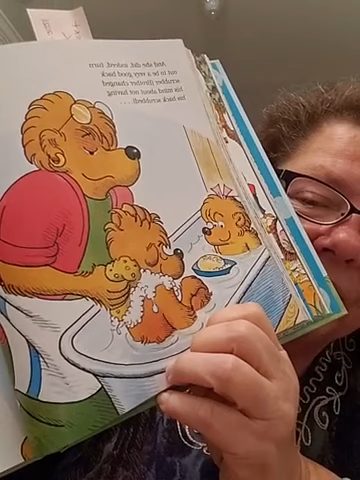 And she did, indeed, turn
out to be a very good back
scrubber (Brother changed
his mind about not having
his back scrubbed) . . . .